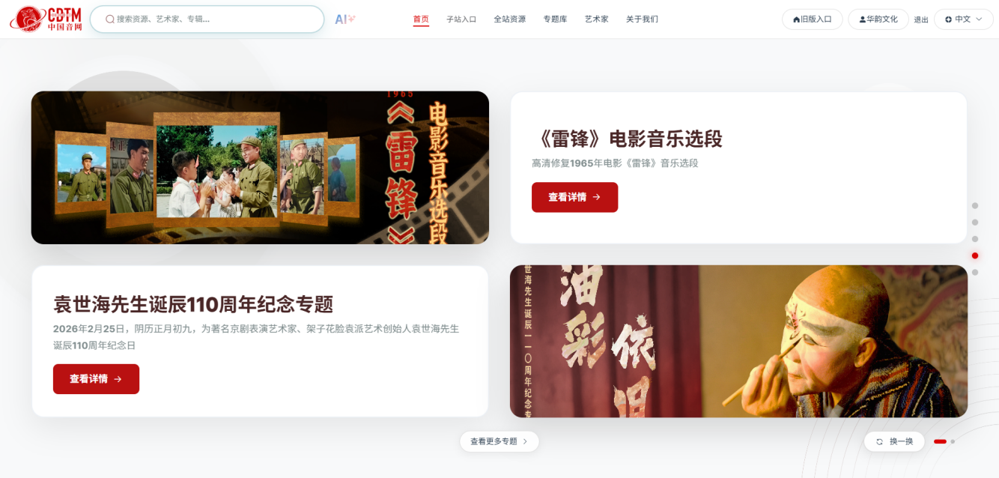 CDTM
中国音网
搜索资源、艺术家、专辑...
AI
首页
子站入口
全站资源
专题库
艺术家
关于我们
旧版入口
华韵文化
退出
中文
1965
《雷锋》
电影音乐选段
《雷锋》电影音乐选段
高清修复1965年电影《雷锋》音乐选段
查看详情
袁世海先生诞辰110周年纪念专题
2026年2月25日，阴历正月初九，为著名京剧表演艺术家、架子花脸袁派艺术创始人袁世海先生
诞辰110周年纪念日
查看详情
世海先生诞辰一一〇周年纪念专
油彩
依旧
查看更多专题
换一换